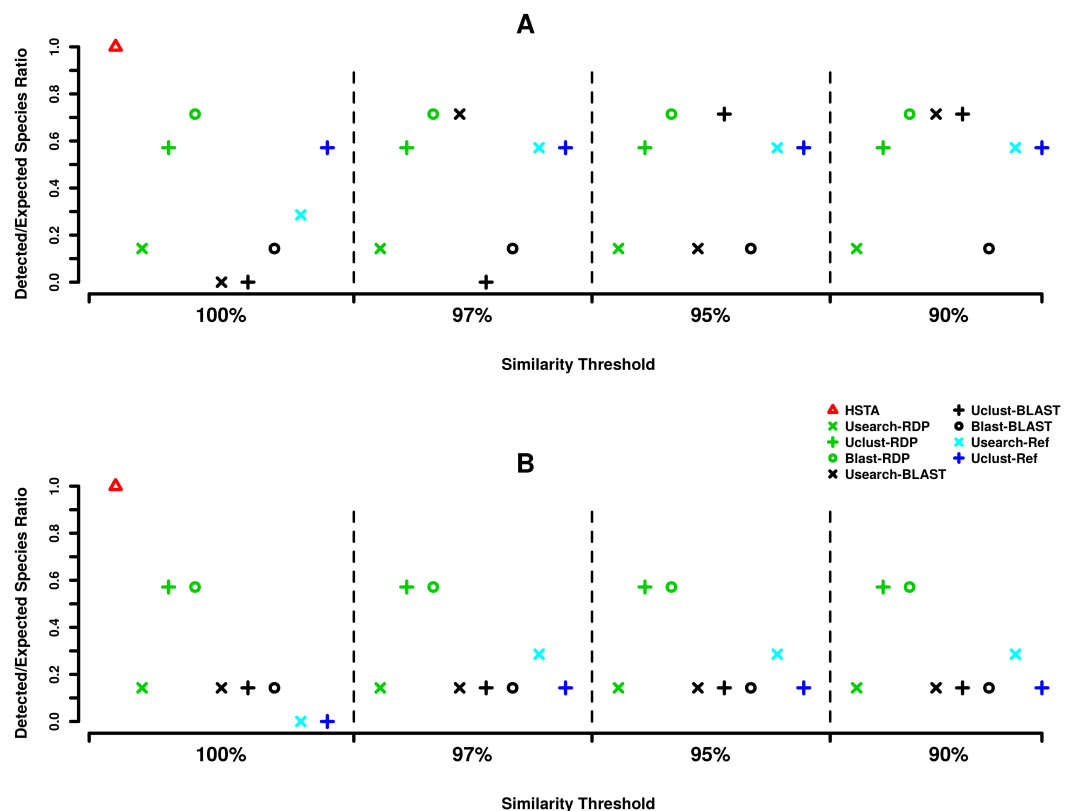 A
Detected/Expected Species Ratio
1.0
0.8
0.6
0.4
0.2
0.0
100% 97% 95% 90%
Similarity Threshold
HSTA
Usearch-RDP
Uclust-RDP
Blast-RDP
Usearch-BLAST
Uclust-BLAST
Blast-BLAST
Usearch-Ref
Uclust-Ref
B
Detected/Expected Species Ratio
1.0
0.8
0.6
0.4
0.2
0.0
100% 97% 95% 90%
Similarity Threshold